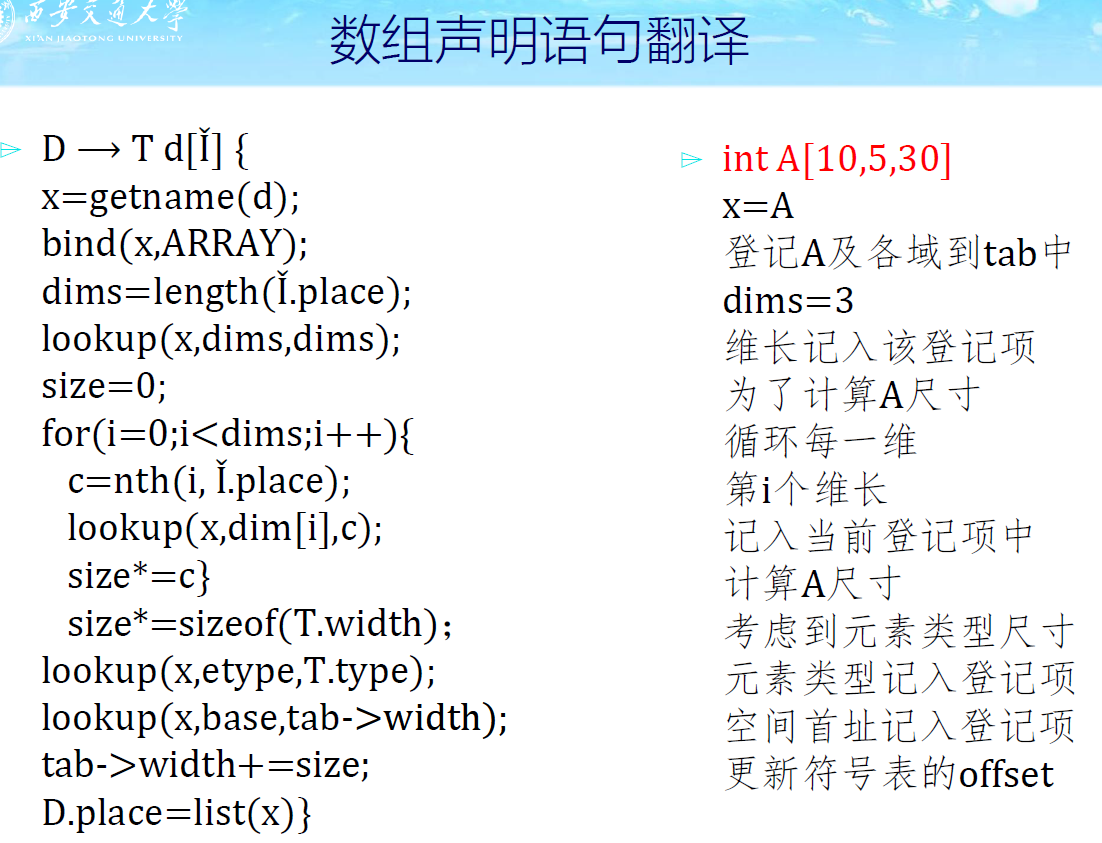 西安交通大学
XI'AN JIAOTONG UNIVERSITY
数组声明语句翻译
D ⟶ T d[Ǐ] {
x=getname(d);
bind(x,ARRAY);
dims=length(Ǐ.place);
lookup(x,dims,dims);
size=0;
for(i=0;i<dims;i++){
c=nth(i, Ǐ.place);
lookup(x,dim[i],c);
size*=c}
size*=sizeof(T.width)；
lookup(x,etype,T.type);
lookup(x,base,tab->width);
tab->width+=size;
D.place=list(x)}
int A[10,5,30]
x=A
登记A及各域到tab中
dims=3
维长记入该登记项
为了计算A尺寸
循环每一维
第i个维长
记入当前登记项中
计算A尺寸
考虑到元素类型尺寸
元素类型记入登记项
空间首址记入登记项
更新符号表的offset